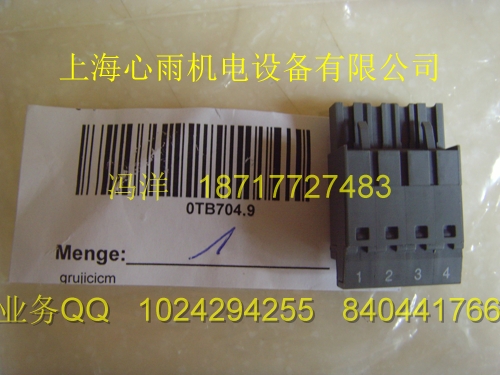 上海心雨机电设备有限公司
冯洋 18717727483
0TB704.9
Menge: 1
grujicicm
1 2 3 4
业务QQ 1024294255 840441766